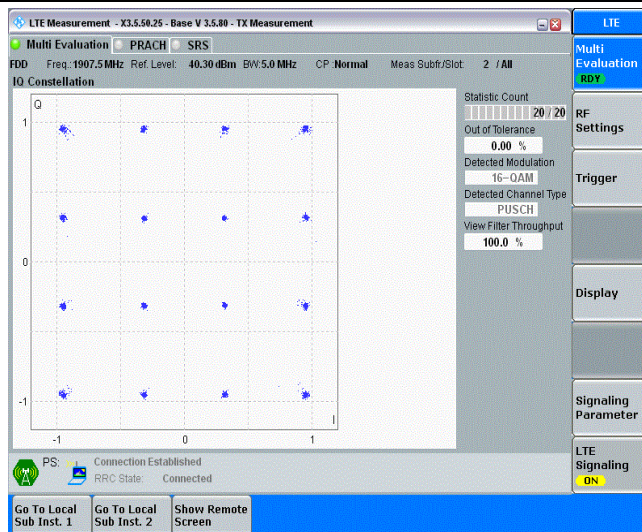 LTE Measurement - X3.5.50.25 - Base V 3.5.80 - TX Measurement
LTE
Multi Evaluation PRACH SRS
FDD Freq.:1907.5 MHz Ref. Level: 40.30 dBm BW:5.0 MHz CP :Normal Meas Subfr./Slot: 2 / All
IQ Constellation
Q
1
0
-1
-1 0 1
I
Statistic Count
20 / 20
Out of Tolerance
0.00 %
Detected Modulation
16-QAM
Detected Channel Type
PUSCH
View Filter Throughput
100.0 %
PS:
Connection Established
RRC State: Connected
Multi
Evaluation
RDY
RF
Settings
Trigger
Display
Signaling
Parameter
LTE
Signaling
ON
Go To Local
Sub Inst. 1
Go To Local
Sub Inst. 2
Show Remote
Screen